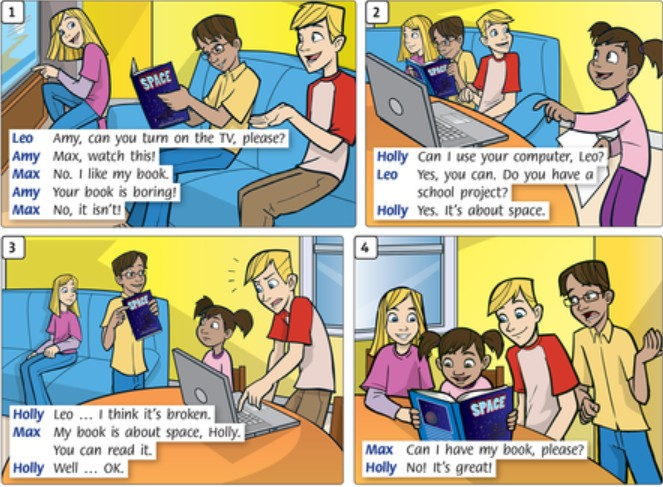 1
SPACE
Leo Amy, can you turn on the TV, please?
Amy Max, watch this!
Max No. I like my book.
Amy Your book is boring!
Max No, it isn't!
2
SPACE
Holly Can I use your computer, Leo?
Leo Yes, you can. Do you have a
school project?
Holly Yes. It's about space.
3
SPACE
Holly Leo ... I think it's broken.
Max My book is about space, Holly.
You can read it.
Holly Well ... OK.
4
SPACE
Max Can I have my book, please?
Holly No! It's great!